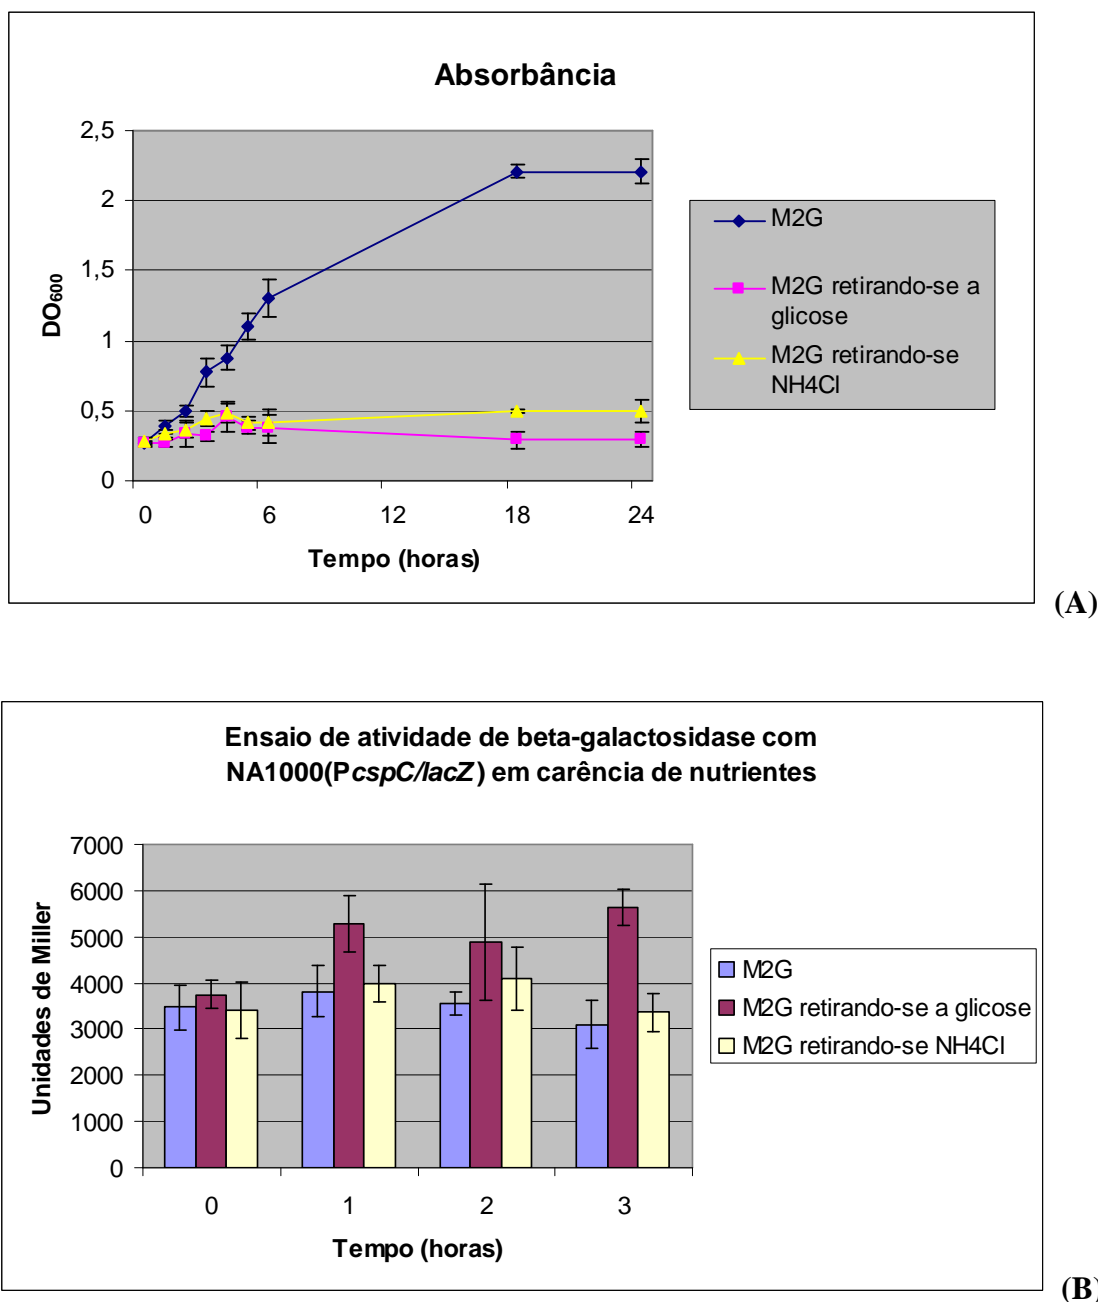 Absorbância
2,5
2
1,5
1
0,5
0
DO600
0 6 12 18 24
Tempo (horas)
M2G
M2G retirando-se a
glicose
M2G retirando-se
NH4Cl
(A)
Ensaio de atividade de beta-galactosidase com
NA1000(PcspC/lacZ) em carência de nutrientes
7000
6000
5000
4000
3000
2000
1000
0
Unidades de Miller
0 1 2 3
Tempo (horas)
M2G
M2G retirando-se a glicose
M2G retirando-se NH4Cl
(B)